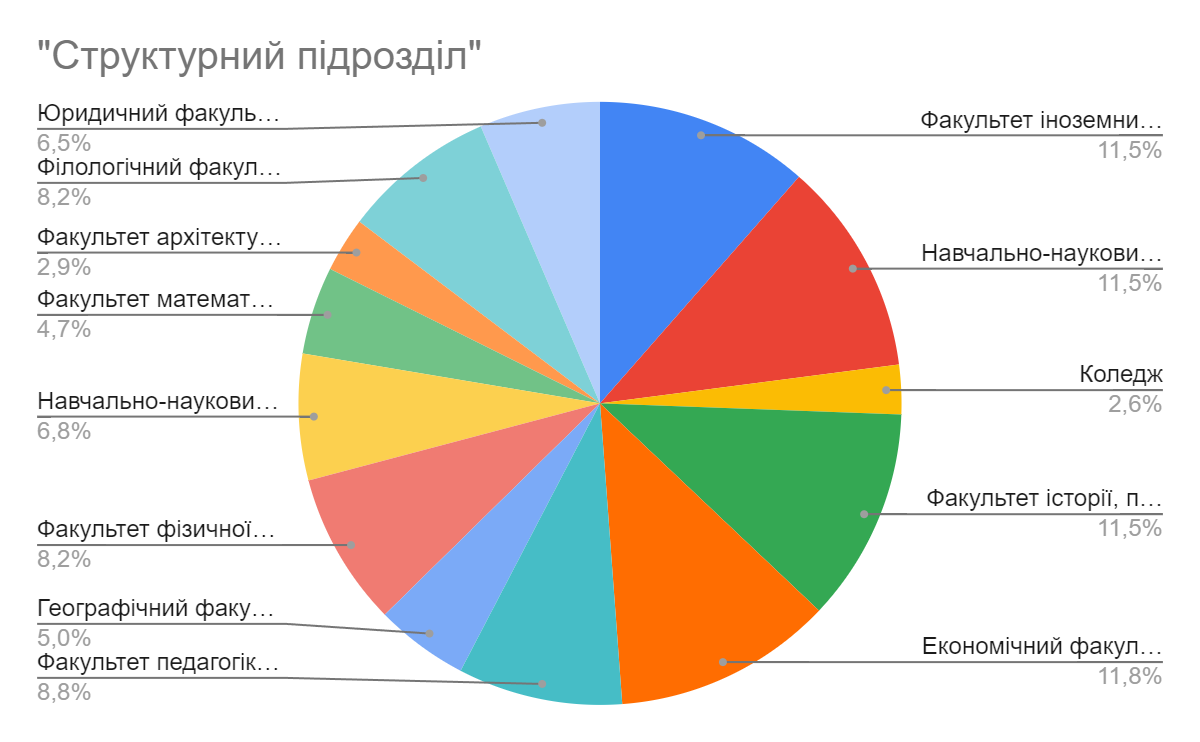 "Структурний підрозділ"
Юридичний факуль…
6,5%
Філологічний факул…
8,2%
Факультет архітекту…
2,9%
Факультет математ…
4,7%
Навчально-наукови…
6,8%
Факультет фізичної…
8,2%
Географічний факу…
5,0%
Факультет педагогік…
8,8%
Факультет іноземни…
11,5%
Навчально-наукови…
11,5%
Коледж
2,6%
Факультет історії, п…
11,5%
Економічний факул…
11,8%